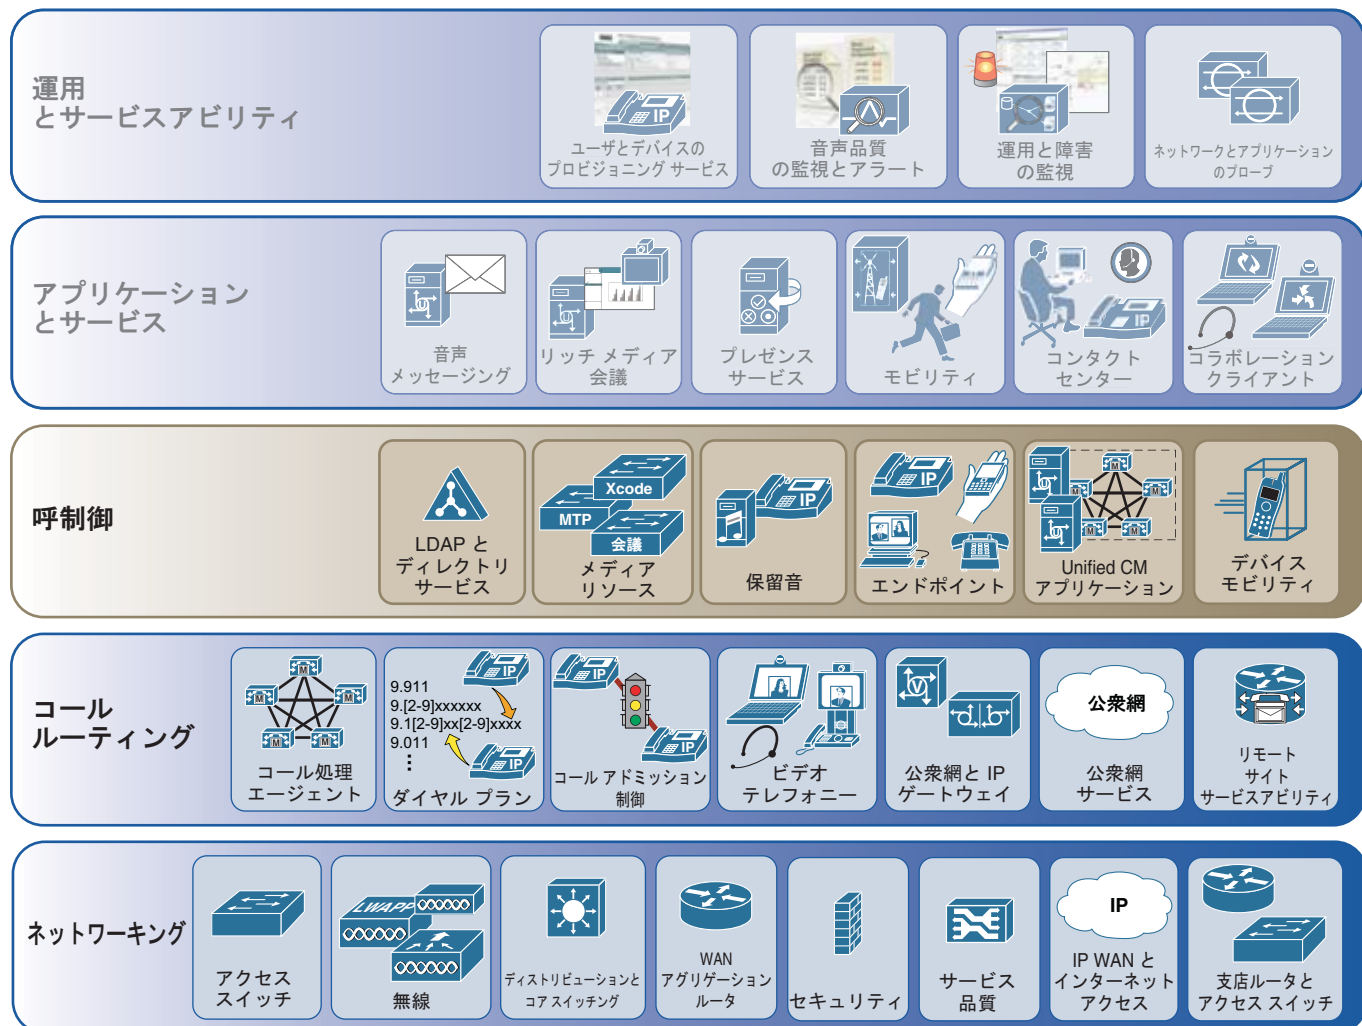 運用
とサービスアビリティ
IP
ユーザとデバイスの
プロビジョニング サービス
音声品質
の監視とアラート
運用と障害
の監視
ネットワークとアプリケーション
のプローブ
アプリケーション
とサービス
音声
メッセージング
リッチ メディア
会議
プレゼンス
サービス
モビリティ
IP
コンタクト
センター
コラボレーション
クライアント
呼制御
LDAP と
ディレクトリ
サービス
Xcode
MTP
会議
メディア
リソース
IP
保留音
IP
エンドポイント
M
M
M
M
M
Unified CM
アプリケーション
デバイス
モビリティ
コール
ルーティング
M
M
M
M
M
コール処理
エージェント
IP
9.911
9.[2-9]xxxxxx
9.1[2-9]xx[2-9]xxxx
9.011
⋮
IP
ダイヤル プラン
IP
IP
コール アドミッション
制御
ビデオ
テレフォニー
V
公衆網と IP
ゲートウェイ
公衆網
公衆網
サービス
リモート
サイト
サービスアビリティ
ネットワーキング
アクセス
スイッチ
LWAPP
無線
ディストリビューションと
コア スイッチング
WAN
アグリゲーション
ルータ
セキュリティ
サービス
品質
IP
IP WAN と
インターネット
アクセス
支店ルータと
アクセス スイッチ